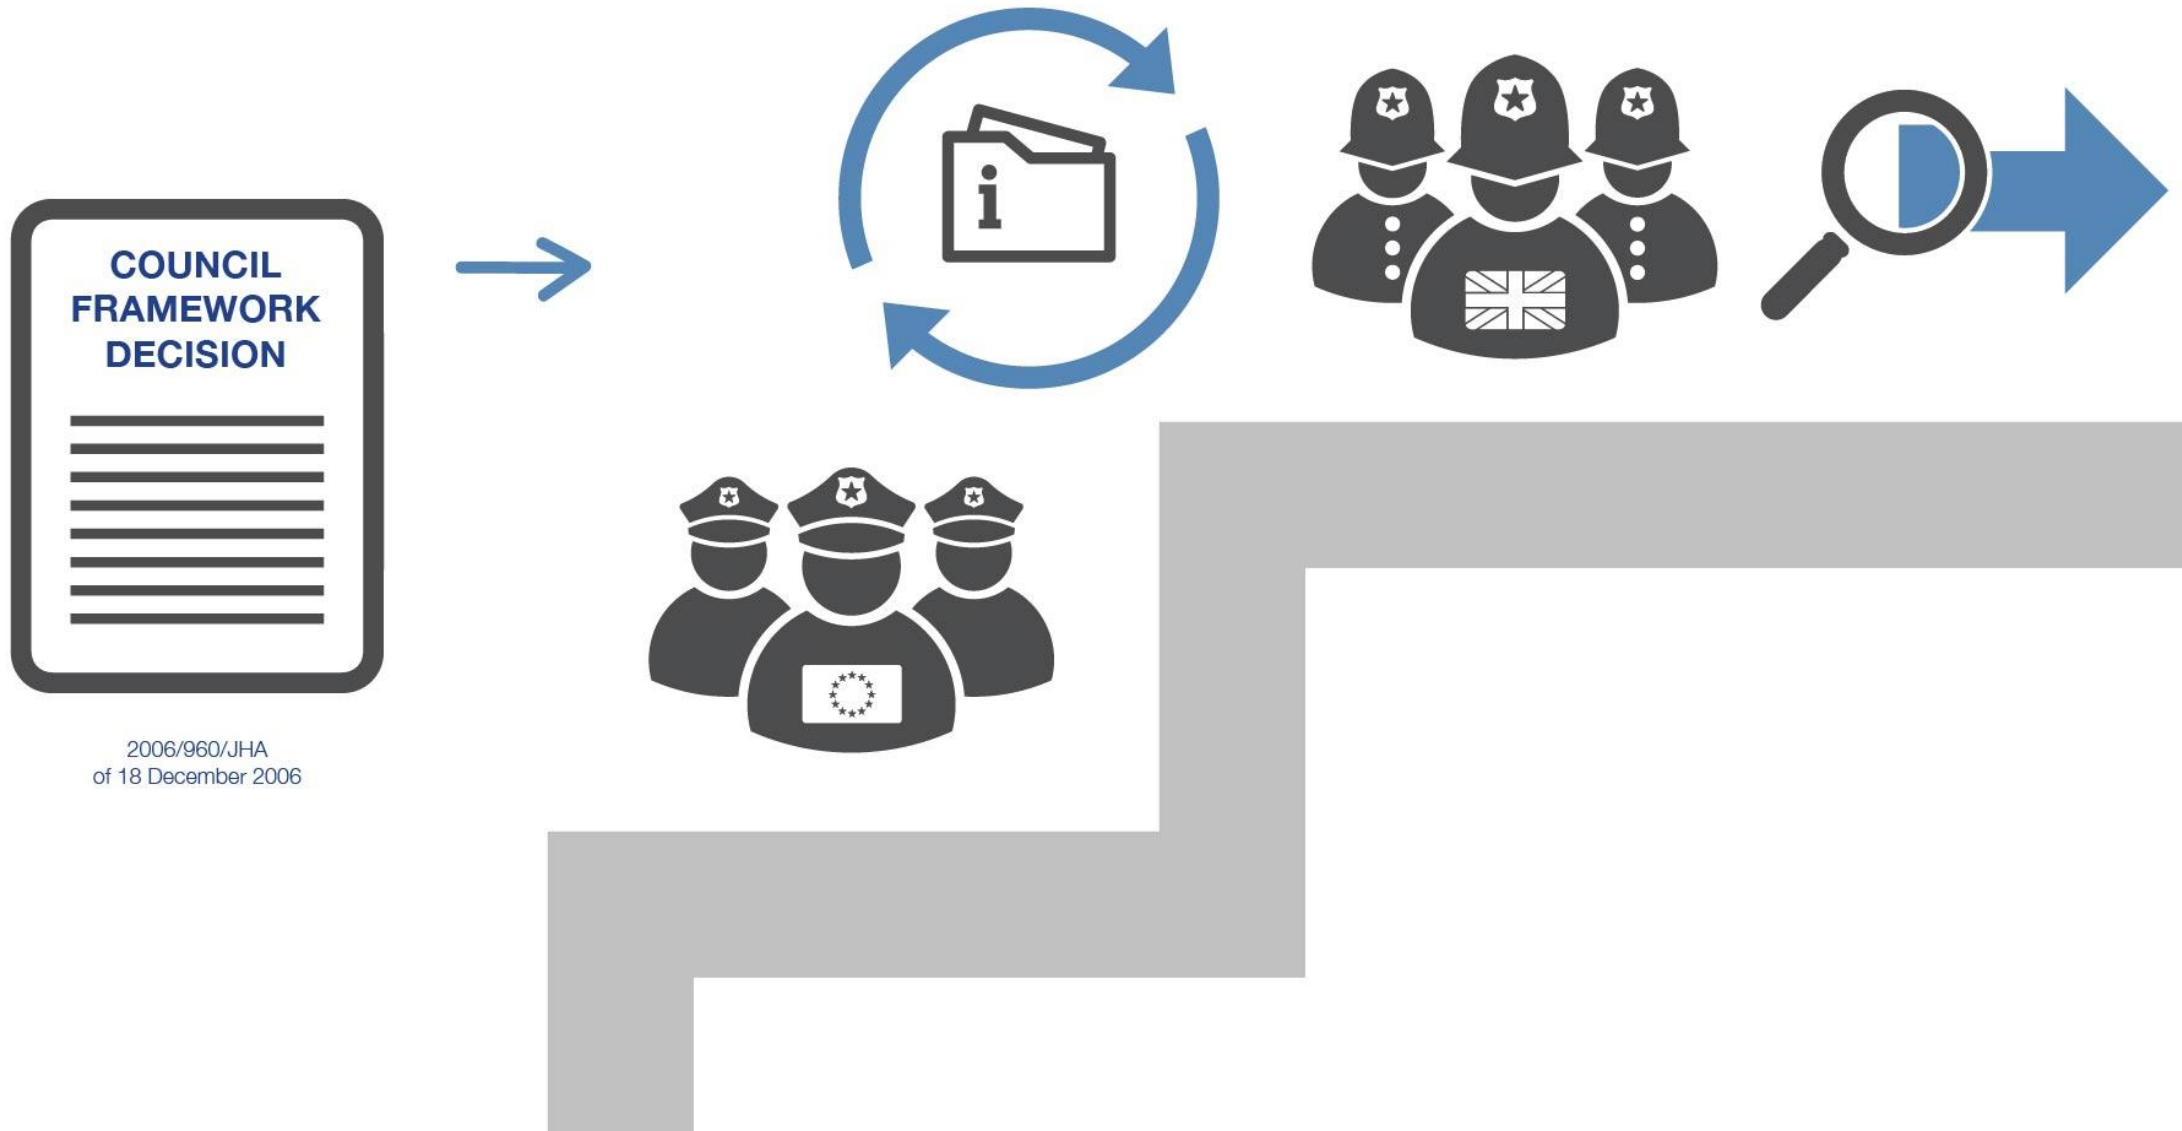 COUNCIL
FRAMEWORK
DECISION
2006/960/JHA
of 18 December 2006
i